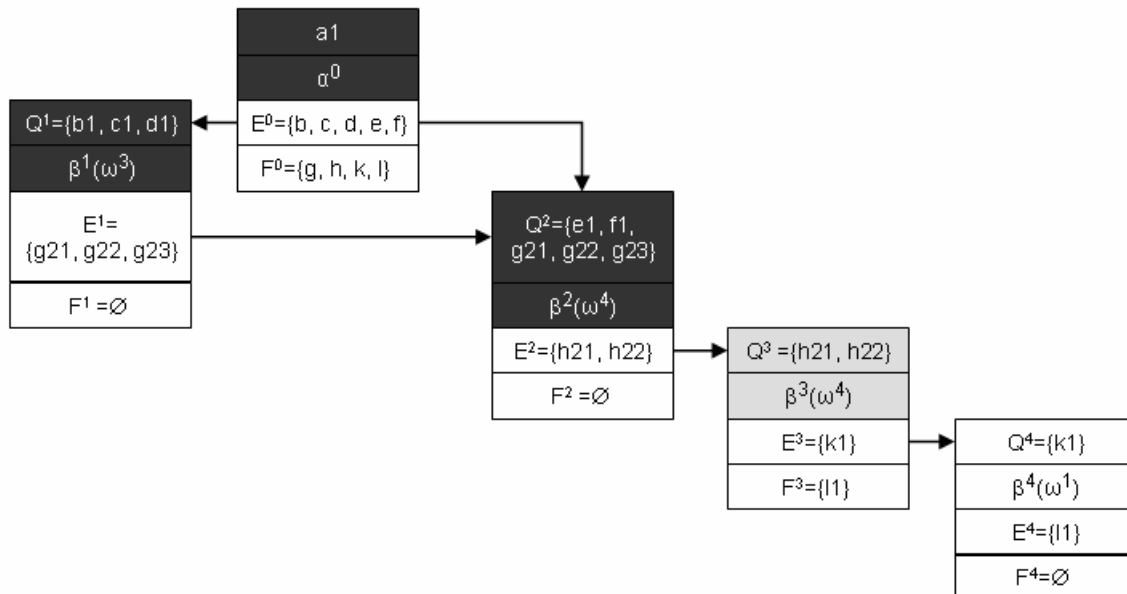 a1
α⁰
E⁰={b, c, d, e, f}
F⁰={g, h, k, l}
Q¹={b1, c1, d1}
β¹(ω³)
E¹=
{g21, g22, g23}
F¹ =∅
Q²={e1, f1,
g21, g22, g23}
β²(ω⁴)
E²={h21, h22}
F² =∅
Q³ ={h21, h22}
β³(ω⁴)
E³={k1}
F³={l1}
Q⁴={k1}
β⁴(ω¹)
E⁴={l1}
F⁴=∅